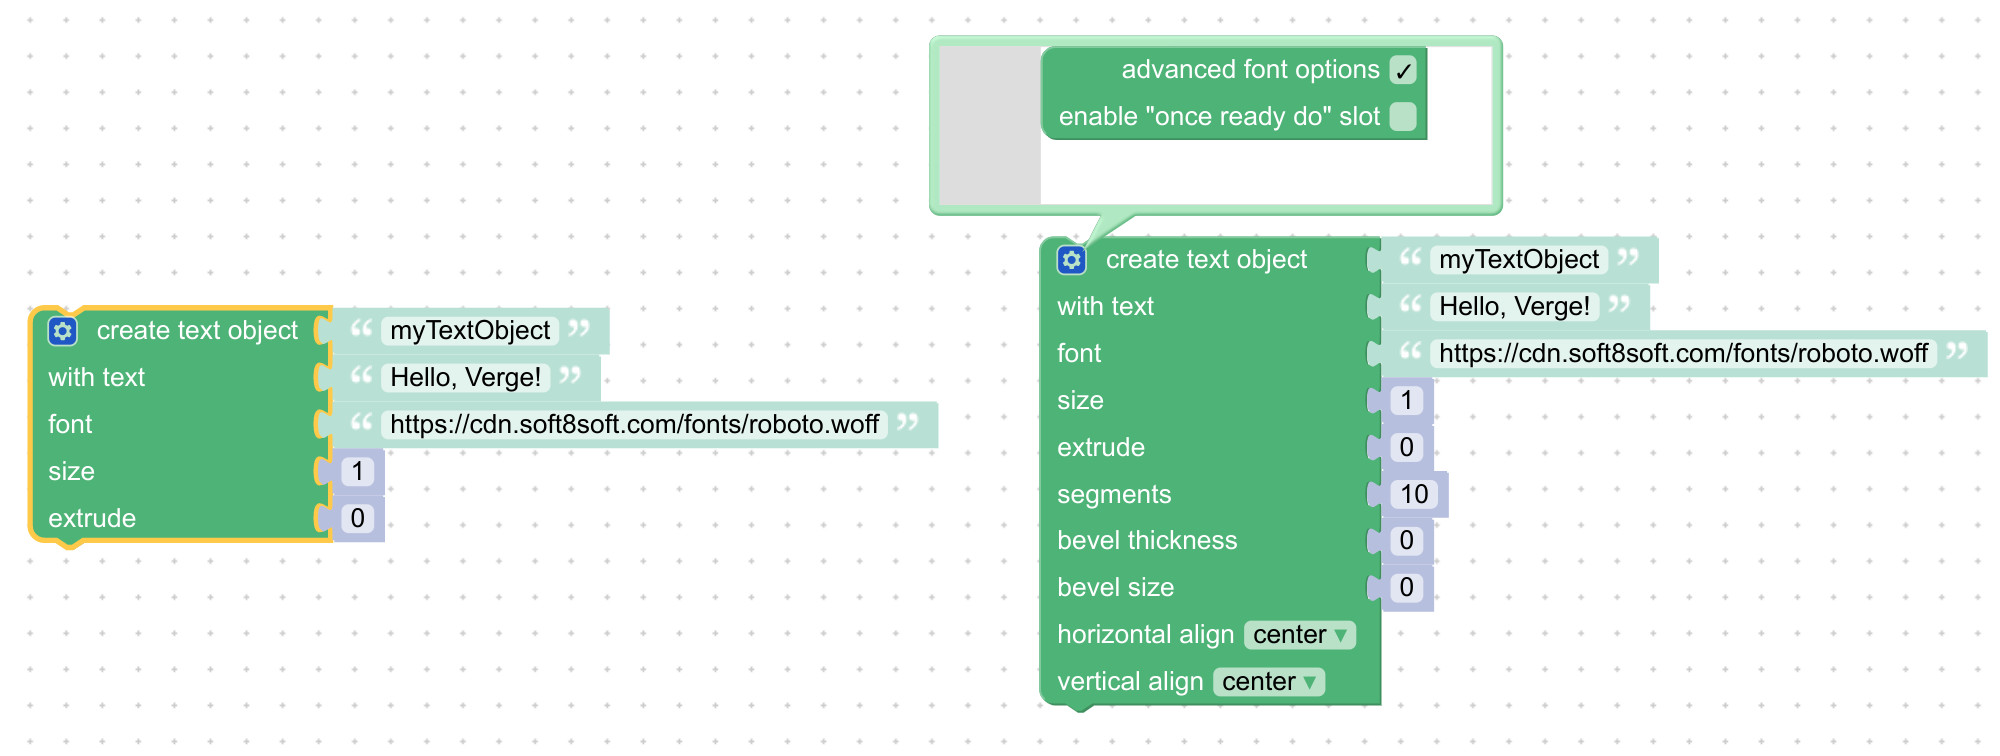 create text object “ myTextObject ”
with text “ Hello, Verge! ”
font “ https://cdn.soft8soft.com/fonts/roboto.woff ”
size 1
extrude 0
advanced font options ✓
enable "once ready do" slot
create text object “ myTextObject ”
with text “ Hello, Verge! ”
font “ https://cdn.soft8soft.com/fonts/roboto.woff ”
size 1
extrude 0
segments 10
bevel thickness 0
bevel size 0
horizontal align center ▾
vertical align center ▾